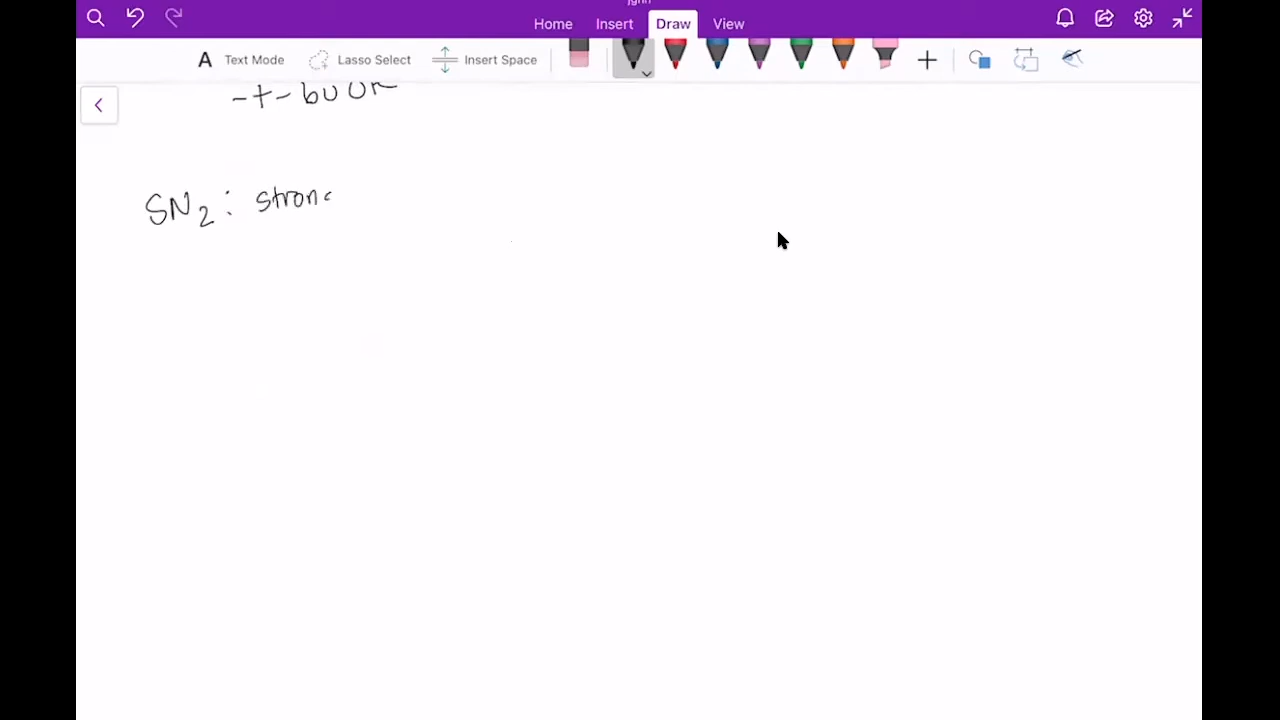 Home Insert Draw View
A Text Mode Lasso Select Insert Space
-t-buOK
SN2: stron